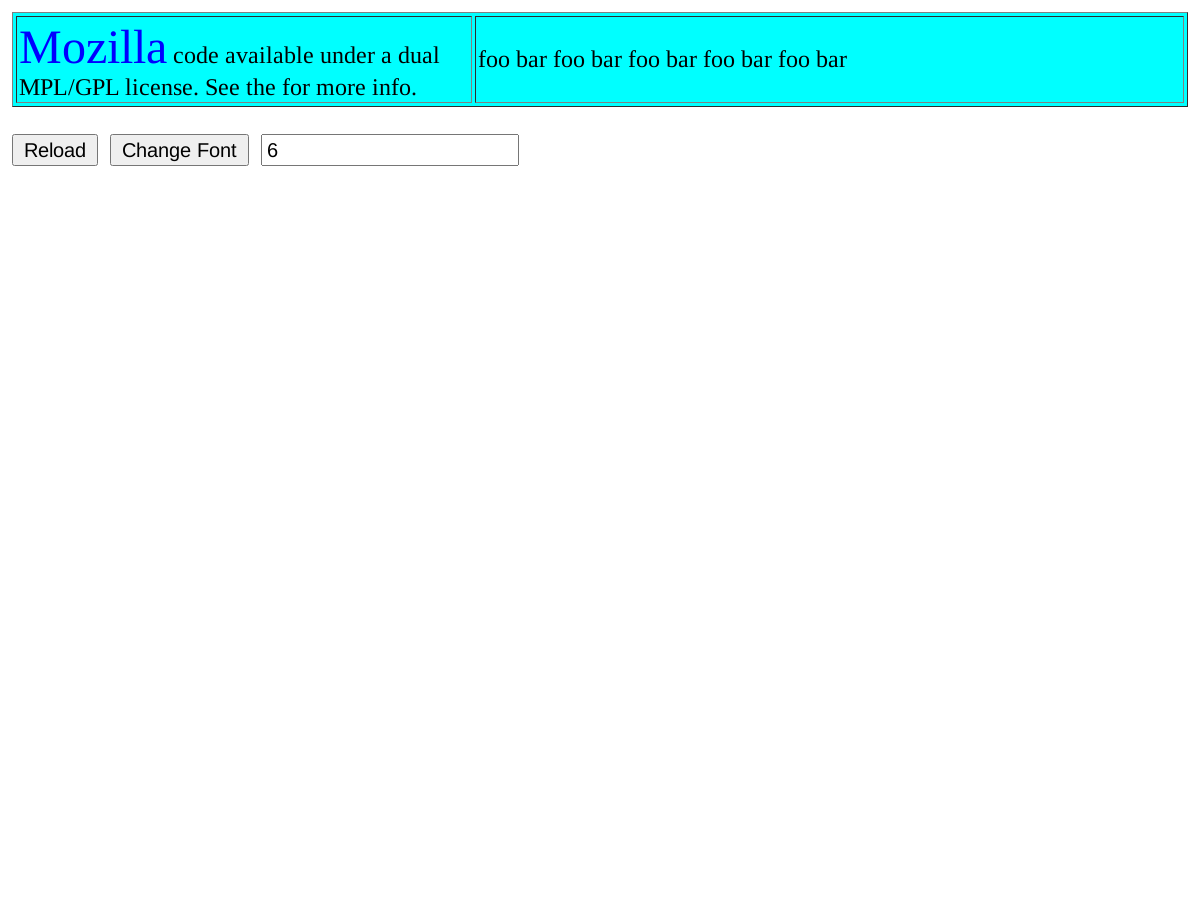 Mozilla code available under a dual
MPL/GPL license. See the for more info.
foo bar foo bar foo bar foo bar foo bar
Reload Change Font 6